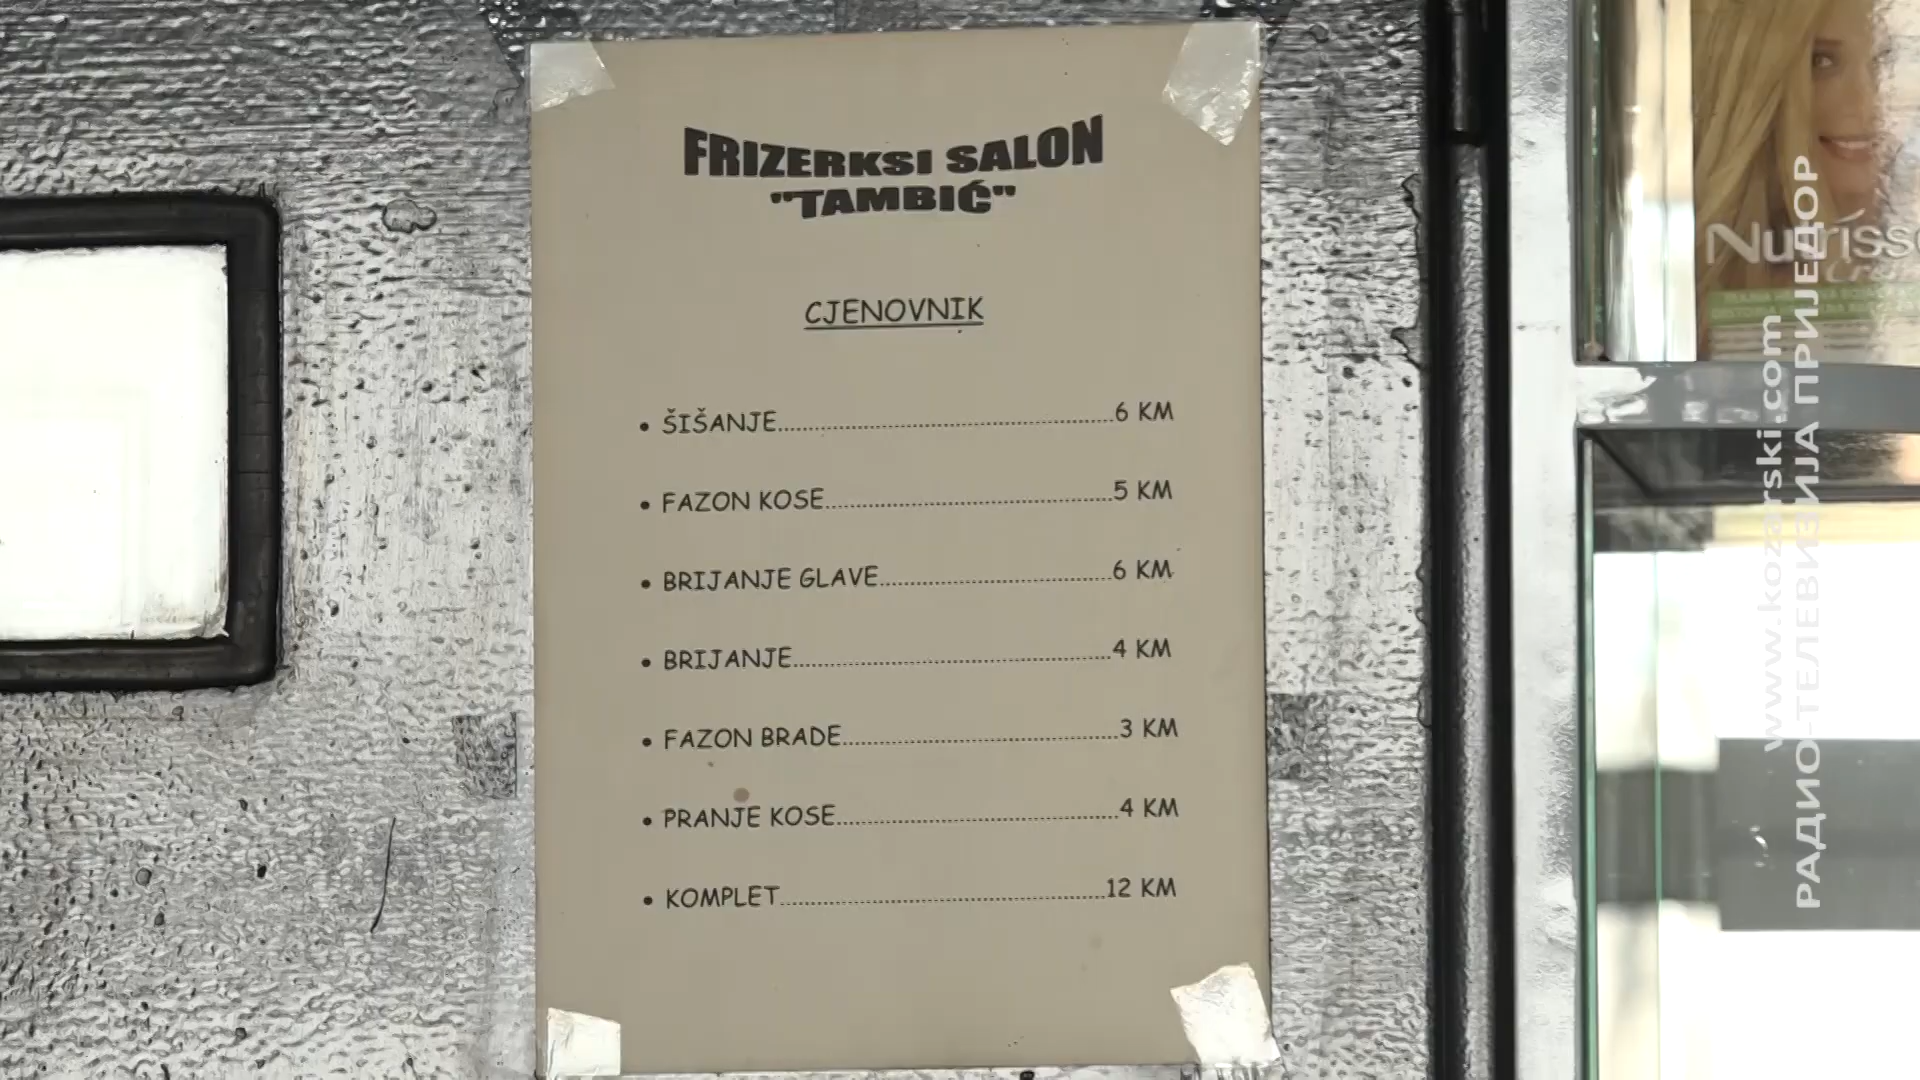 FRIZERKSI SALON
"TAMBIĆ"
CJENOVNIK
• ŠIŠANJE........................................6 KM
• FAZON KOSE........................................5 KM
• BRIJANJE GLAVE........................................6 KM
• BRIJANJE........................................4 KM
• FAZON BRADE........................................3 KM
• PRANJE KOSE........................................4 KM
• KOMPLET........................................12 KM
www.kozarski.com
РАДИО-ТЕЛЕВИЗИЈА ПРИЈЕДОР